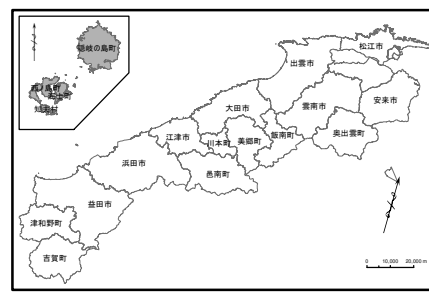 隠岐の島町
西ノ島町
海士町
知夫村
松江市
出雲市
安来市
雲南市
大田市
奥出雲町
飯南町
美郷町
川本町
江津市
邑南町
浜田市
益田市
津和野町
吉賀町
0 10,000 20,000 m